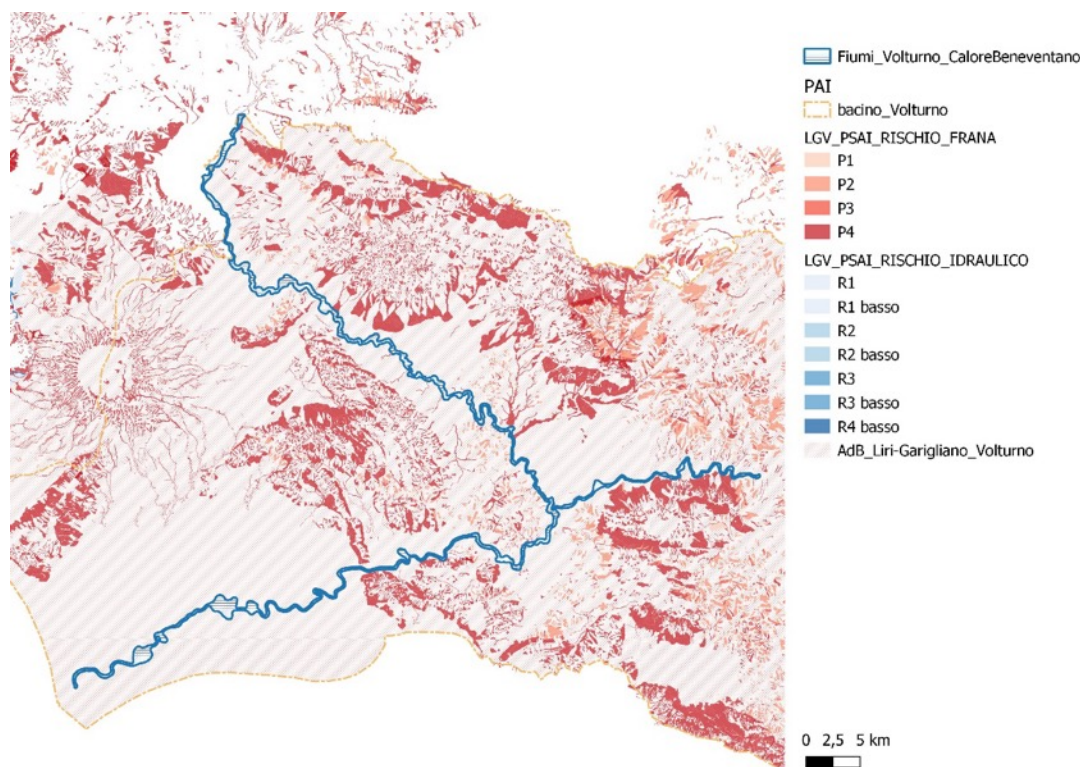 Fiumi_Volturno_CaloreBeneventano
PAI
bacino_Volturno
LGV_PSAI_RISCHIO_FRANA
P1
P2
P3
P4
LGV_PSAI_RISCHIO_IDRAULICO
R1
R1 basso
R2
R2 basso
R3
R3 basso
R4 basso
AdB_Liri-Garigliano_Volturno
0 2,5 5 km